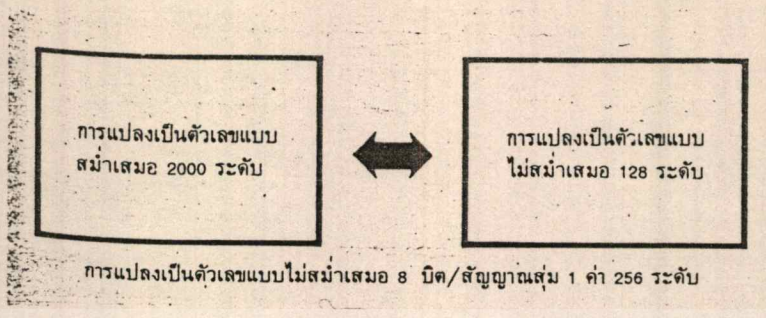 การแปลงเป็นตัวเลขแบบ
สม่ำเสมอ 2000 ระดับ
การแปลงเป็นตัวเลขแบบ
ไม่สม่ำเสมอ 128 ระดับ
การแปลงเป็นตัวเลขแบบไม่สม่ำเสมอ 8 บิต/สัญญาณสุ่ม 1 ค่า 256 ระดับ